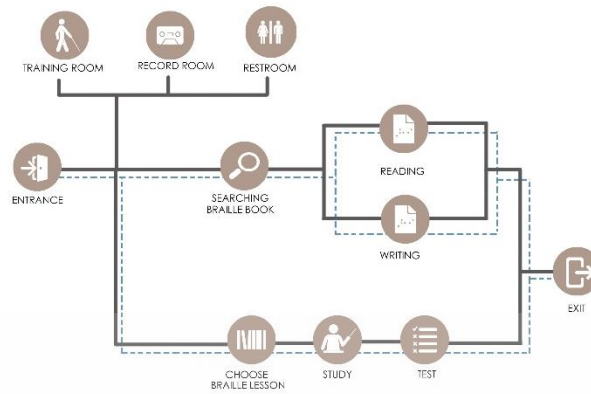 TRAINING ROOM
RECORD ROOM
RESTROOM
ENTRANCE
SEARCHING
BRAILLE BOOK
READING
WRITING
EXIT
CHOOSE
BRAILLE LESSON
STUDY
TEST